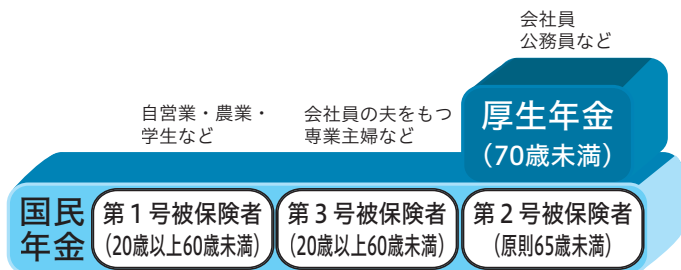 会社員
公務員など
自営業・農業・
学生など
会社員の夫をもつ
専業主婦など
厚生年金
(70歳未満)
国民
年金
第1号被保険者
(20歳以上60歳未満)
第3号被保険者
(20歳以上60歳未満)
第2号被保険者
(原則65歳未満)